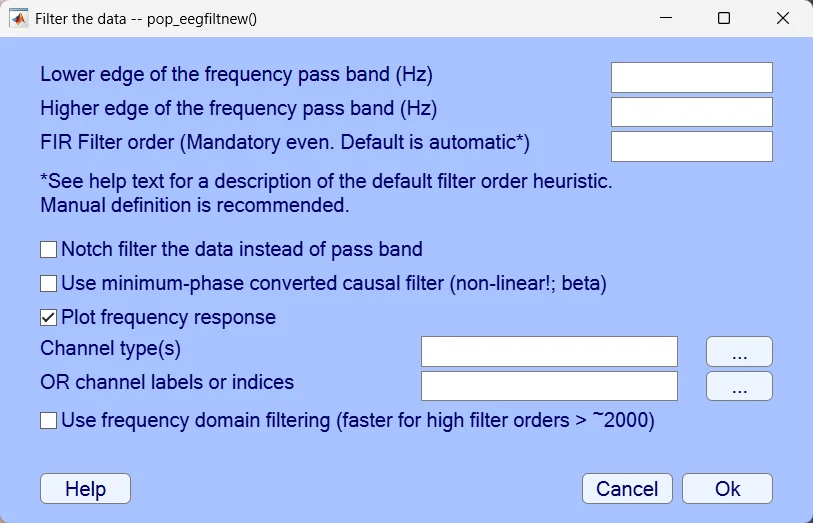 Filter the data -- pop_eegfiltnew()
Lower edge of the frequency pass band (Hz)
Higher edge of the frequency pass band (Hz)
FIR Filter order (Mandatory even. Default is automatic*)
*See help text for a description of the default filter order heuristic.
Manual definition is recommended.
Notch filter the data instead of pass band
Use minimum-phase converted causal filter (non-linear!; beta)
Plot frequency response
Channel type(s) ...
OR channel labels or indices ...
Use frequency domain filtering (faster for high filter orders > ~2000)
Help Cancel Ok